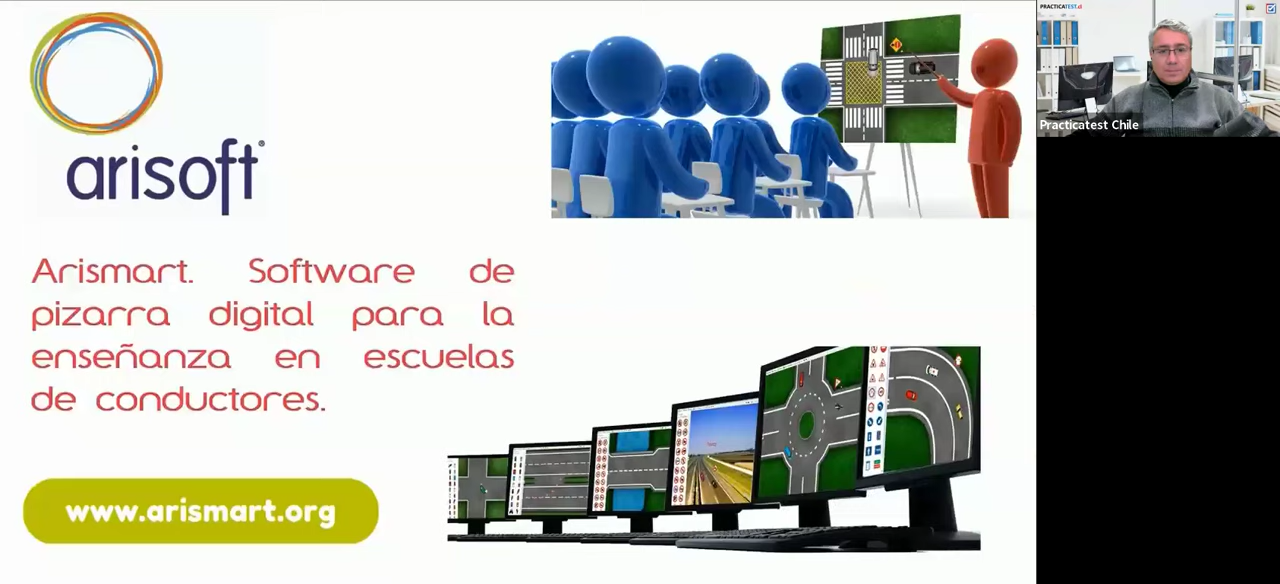 arisoft®
Arismart. Software de
pizarra digital para la
enseñanza en escuelas
de conductores.
www.arismart.org
PRACTICATEST.cl
Practicatest Chile